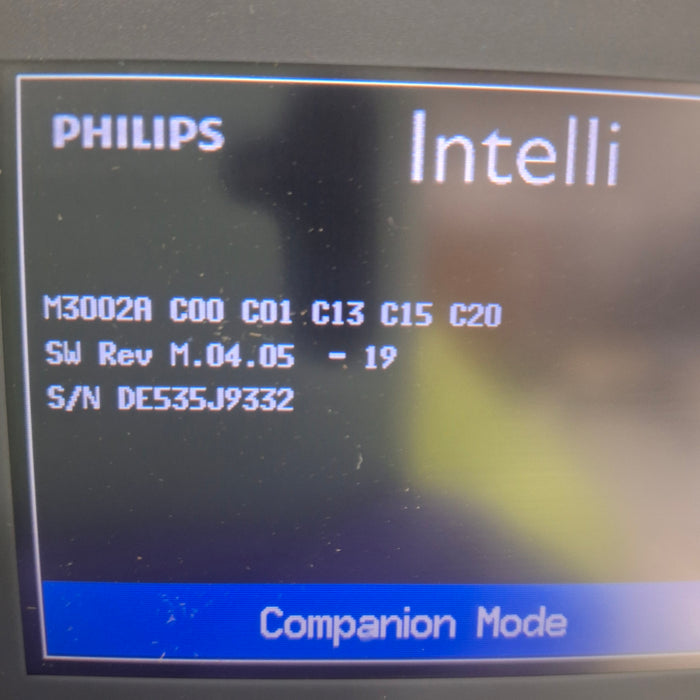 PHILIPS
Intelli
M3002A C00 C01 C13 C15 C20
SW Rev M.04.05 - 19
S/N DE535J9332
Companion Mode